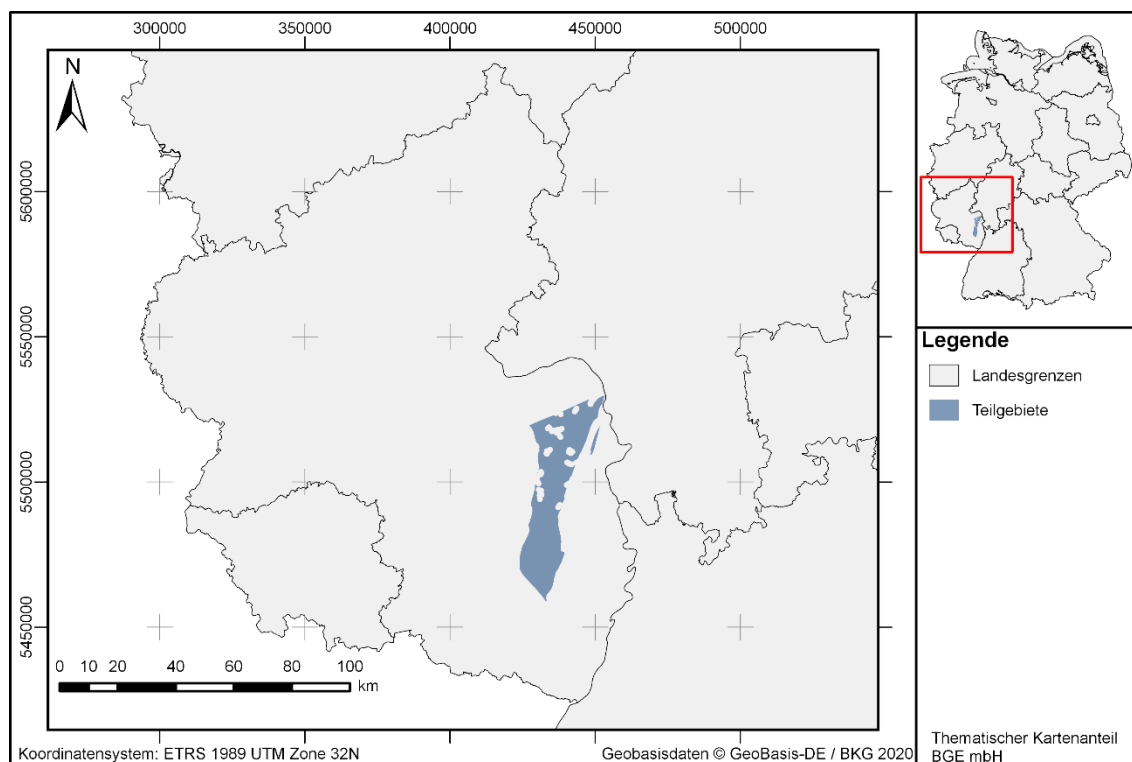 300000 350000 400000 450000 500000
N
5600000
5550000
5500000
5450000
0 10 20 40 60 80 100
km
Koordinatensystem: ETRS 1989 UTM Zone 32N
Geobasisdaten © GeoBasis-DE / BKG 2020
Legende
Landesgrenzen
Teilgebiete
Thematischer Kartenanteil
BGE mbH